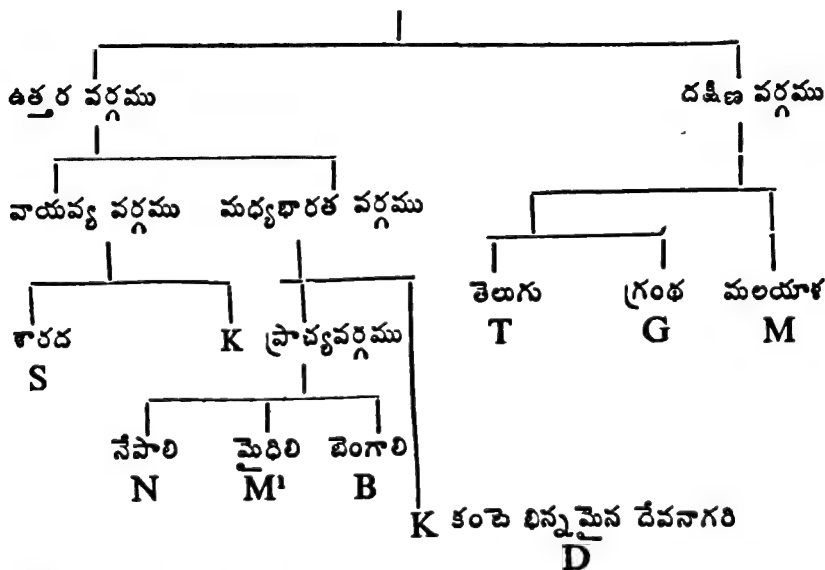 ఉత్తర వర్గము దక్షిణ వర్గము
వాయవ్య వర్గము మధ్యభారత వర్గము
తెలుగు గ్రంథ మలయాళ
T G M
శారద K ప్రాచ్యవర్గము
S
నేపాలి మైథిలి బెంగాలి
N M¹ B
K కంటె భిన్నమైన దేవనాగరి
D